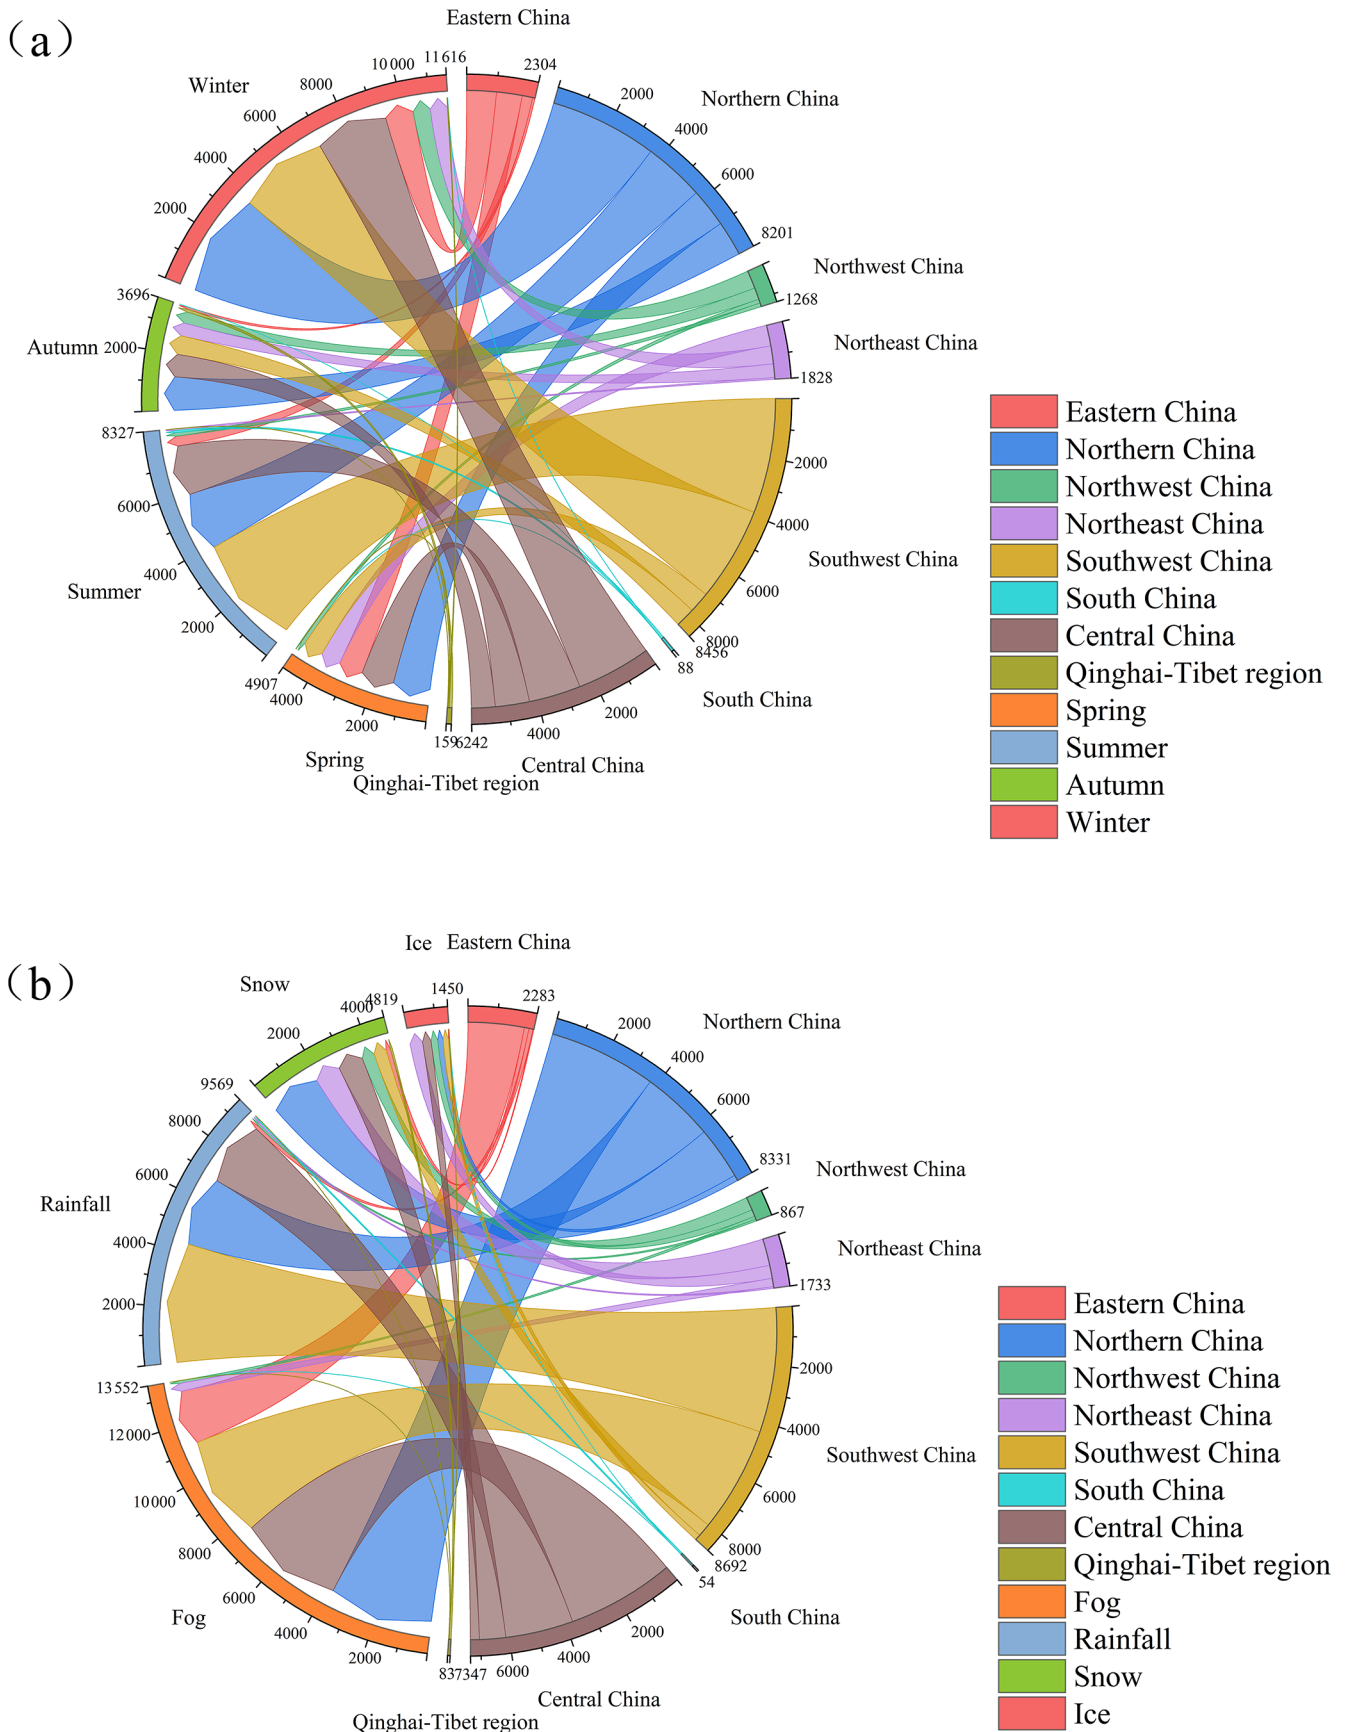 (a)
Eastern China
2304
Northern China
2000
4000
6000
8201
Northwest China
1268
Northeast China
1828
2000
4000
Southwest China
6000
8000
8456
88
South China
2000
4000
Central China
6242
159
Qinghai-Tibet region
Spring
2000
4000
4907
Summer
2000
4000
6000
8327
Autumn
2000
3696
Winter
2000
4000
6000
8000
10000
11616
Eastern China
Northern China
Northwest China
Northeast China
Southwest China
South China
Central China
Qinghai-Tibet region
Spring
Summer
Autumn
Winter
(b)
Ice
1450
Eastern China
2283
Northern China
2000
4000
6000
8331
Northwest China
867
Northeast China
1733
2000
4000
Southwest China
6000
8000
8692
54
South China
2000
4000
6000
Central China
7347
83
Qinghai-Tibet region
Fog
2000
4000
6000
8000
10000
12000
13552
Rainfall
2000
4000
6000
8000
9569
Snow
2000
4000
4819
Eastern China
Northern China
Northwest China
Northeast China
Southwest China
South China
Central China
Qinghai-Tibet region
Fog
Rainfall
Snow
Ice